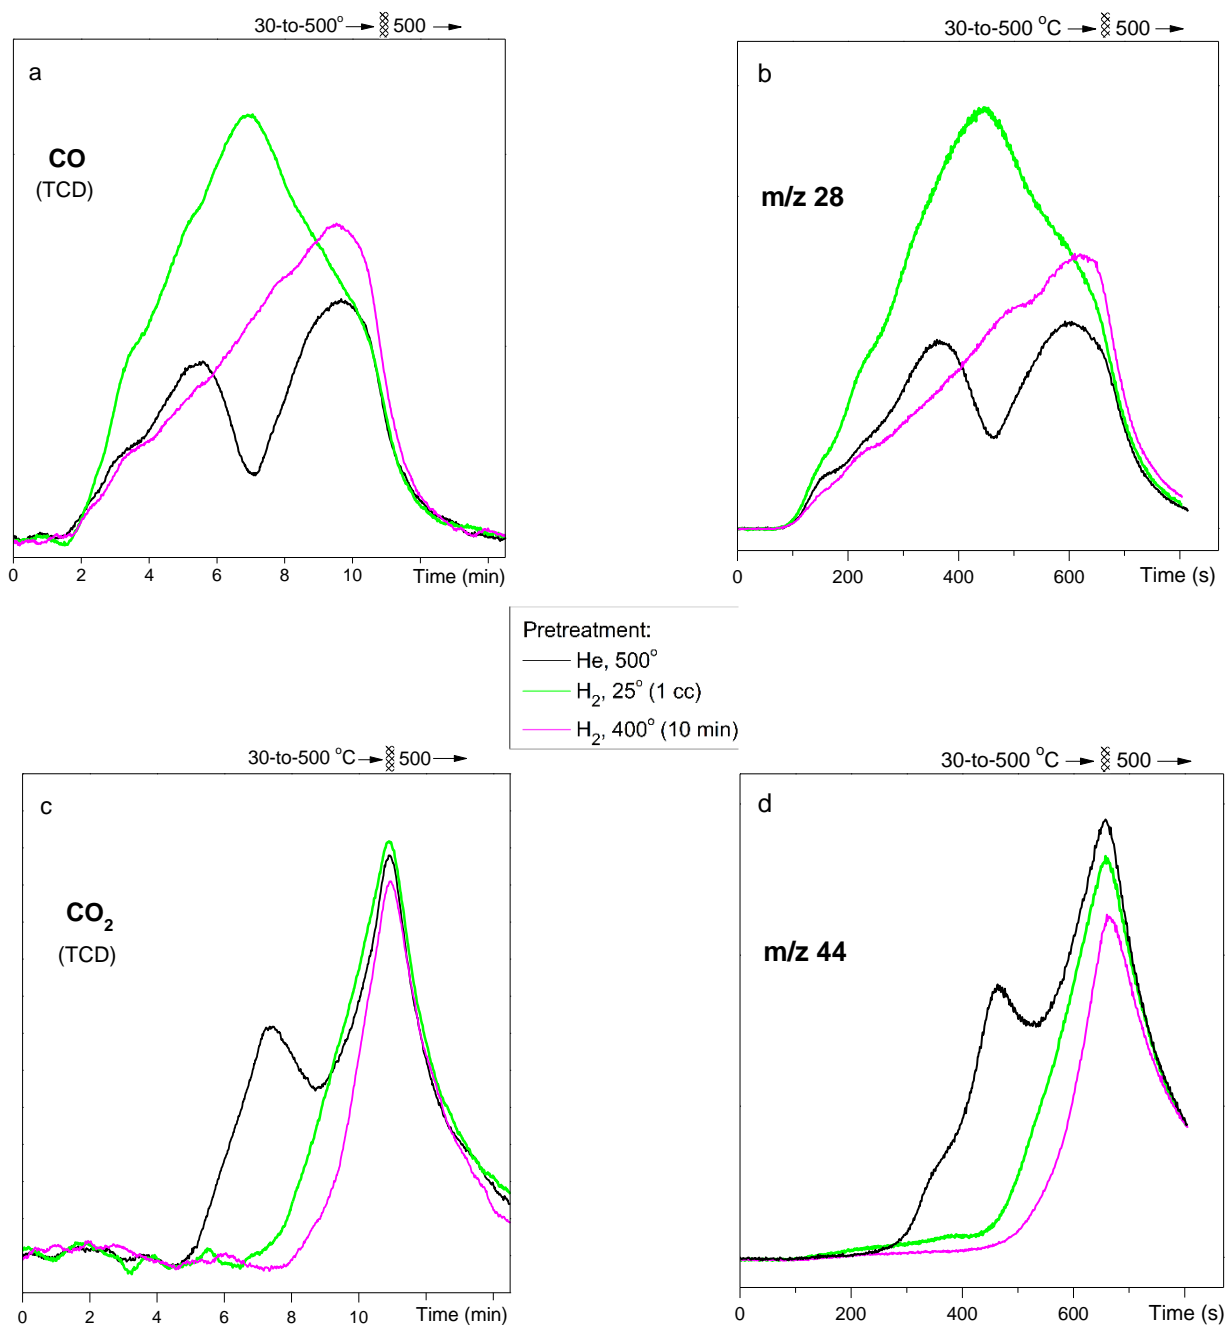 30-to-500° 500
a
CO
(TCD)
0 2 4 6 8 10 Time (min)
30-to-500 °C 500
b
m/z 28
0 200 400 600 Time (s)
Pretreatment:
He, 500°
H₂, 25° (1 cc)
H₂, 400° (10 min)
30-to-500 °C 500
c
CO₂
(TCD)
0 2 4 6 8 10 Time (min)
30-to-500 °C 500
d
m/z 44
0 200 400 600 Time (s)